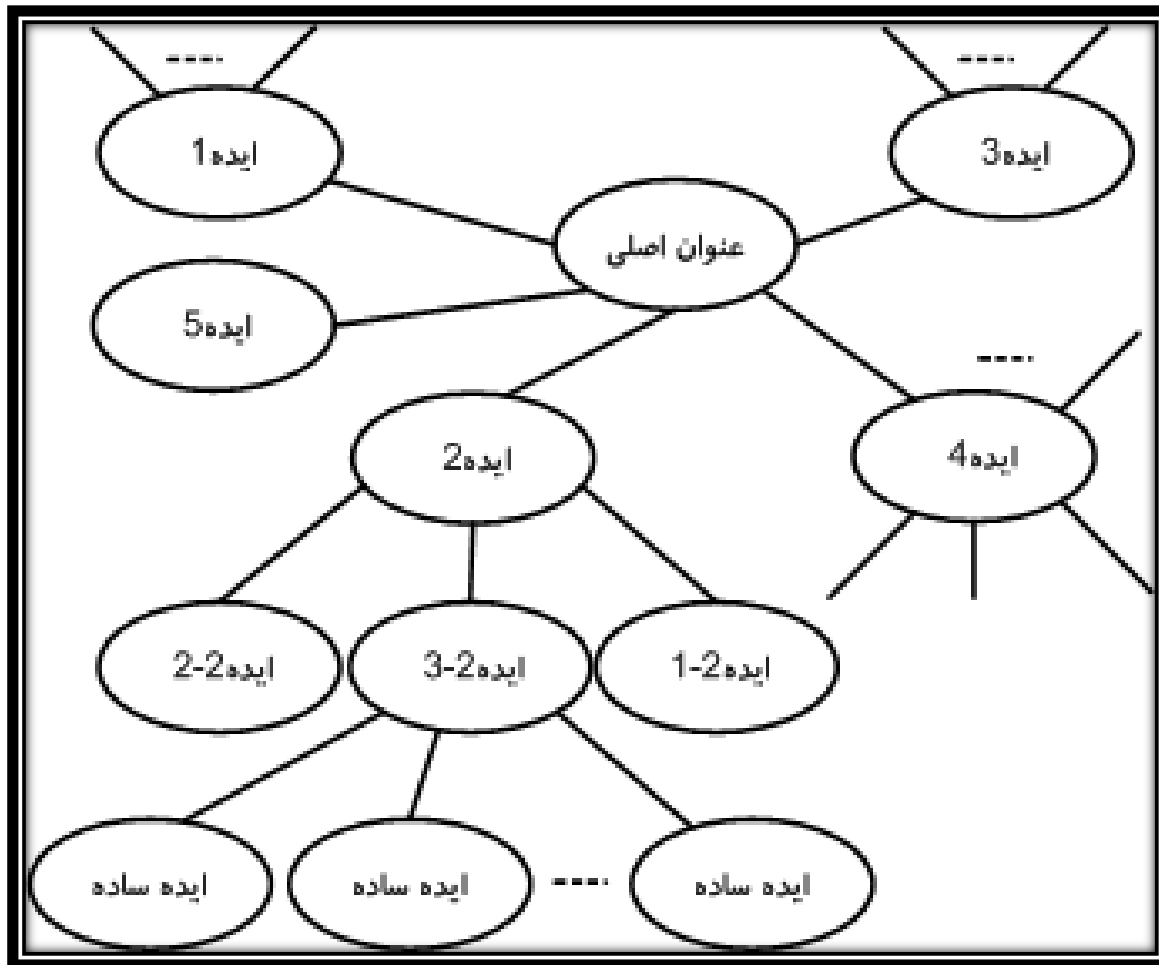 ایده1
ایده3
عنوان اصلی
ایده5
ایده2
ایده4
ایده2-2
ایده2-3
ایده2-1
ایده ساده
ایده ساده
ایده ساده